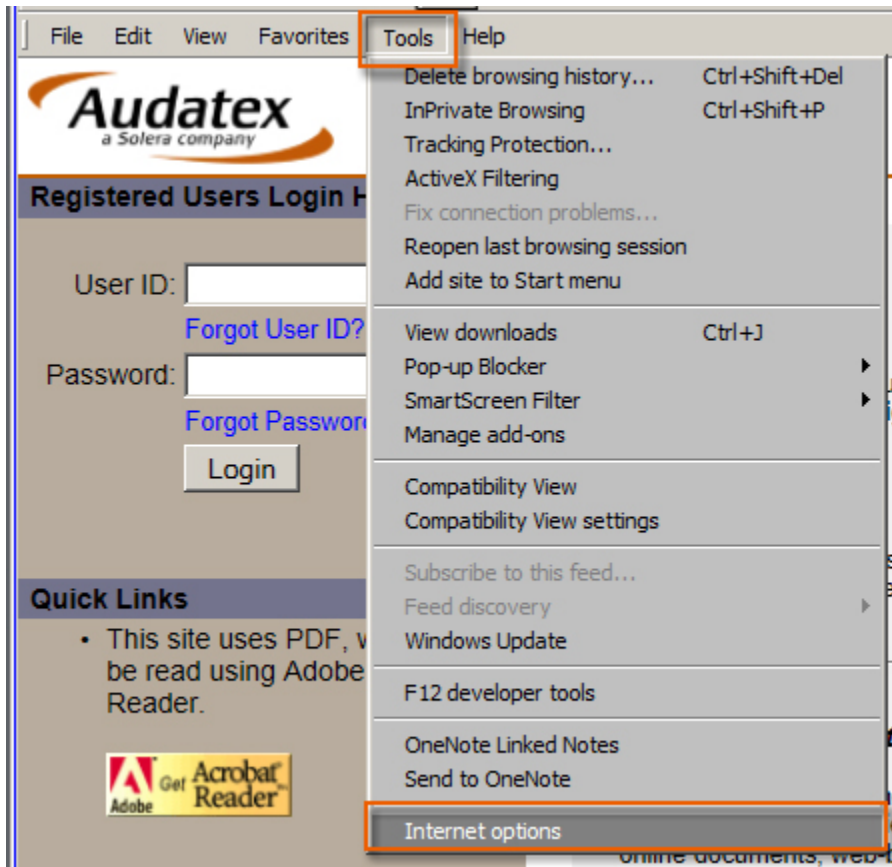 File Edit View Favorites Tools Help
Audatex
a Solera company
Registered Users Login
User ID:
Forgot User ID?
Password:
Forgot
Login
Quick Links
• This site uses PDF,
be read using Adobe
Reader.
Adobe
Get Acrobat
Reader
Delete browsing history... Ctrl+Shift+Del
InPrivate Browsing Ctrl+Shift+P
Tracking Protection...
ActiveX Filtering
Fix connection problems...
Reopen last browsing session
Add site to Start menu
View downloads Ctrl+J
Pop-up Blocker
SmartScreen Filter
Manage add-ons
Compatibility View
Compatibility View settings
Subscribe to this feed...
Feed discovery
Windows Update
F12 developer tools
OneNote Linked Notes
Send to OneNote
Internet options
online documents,